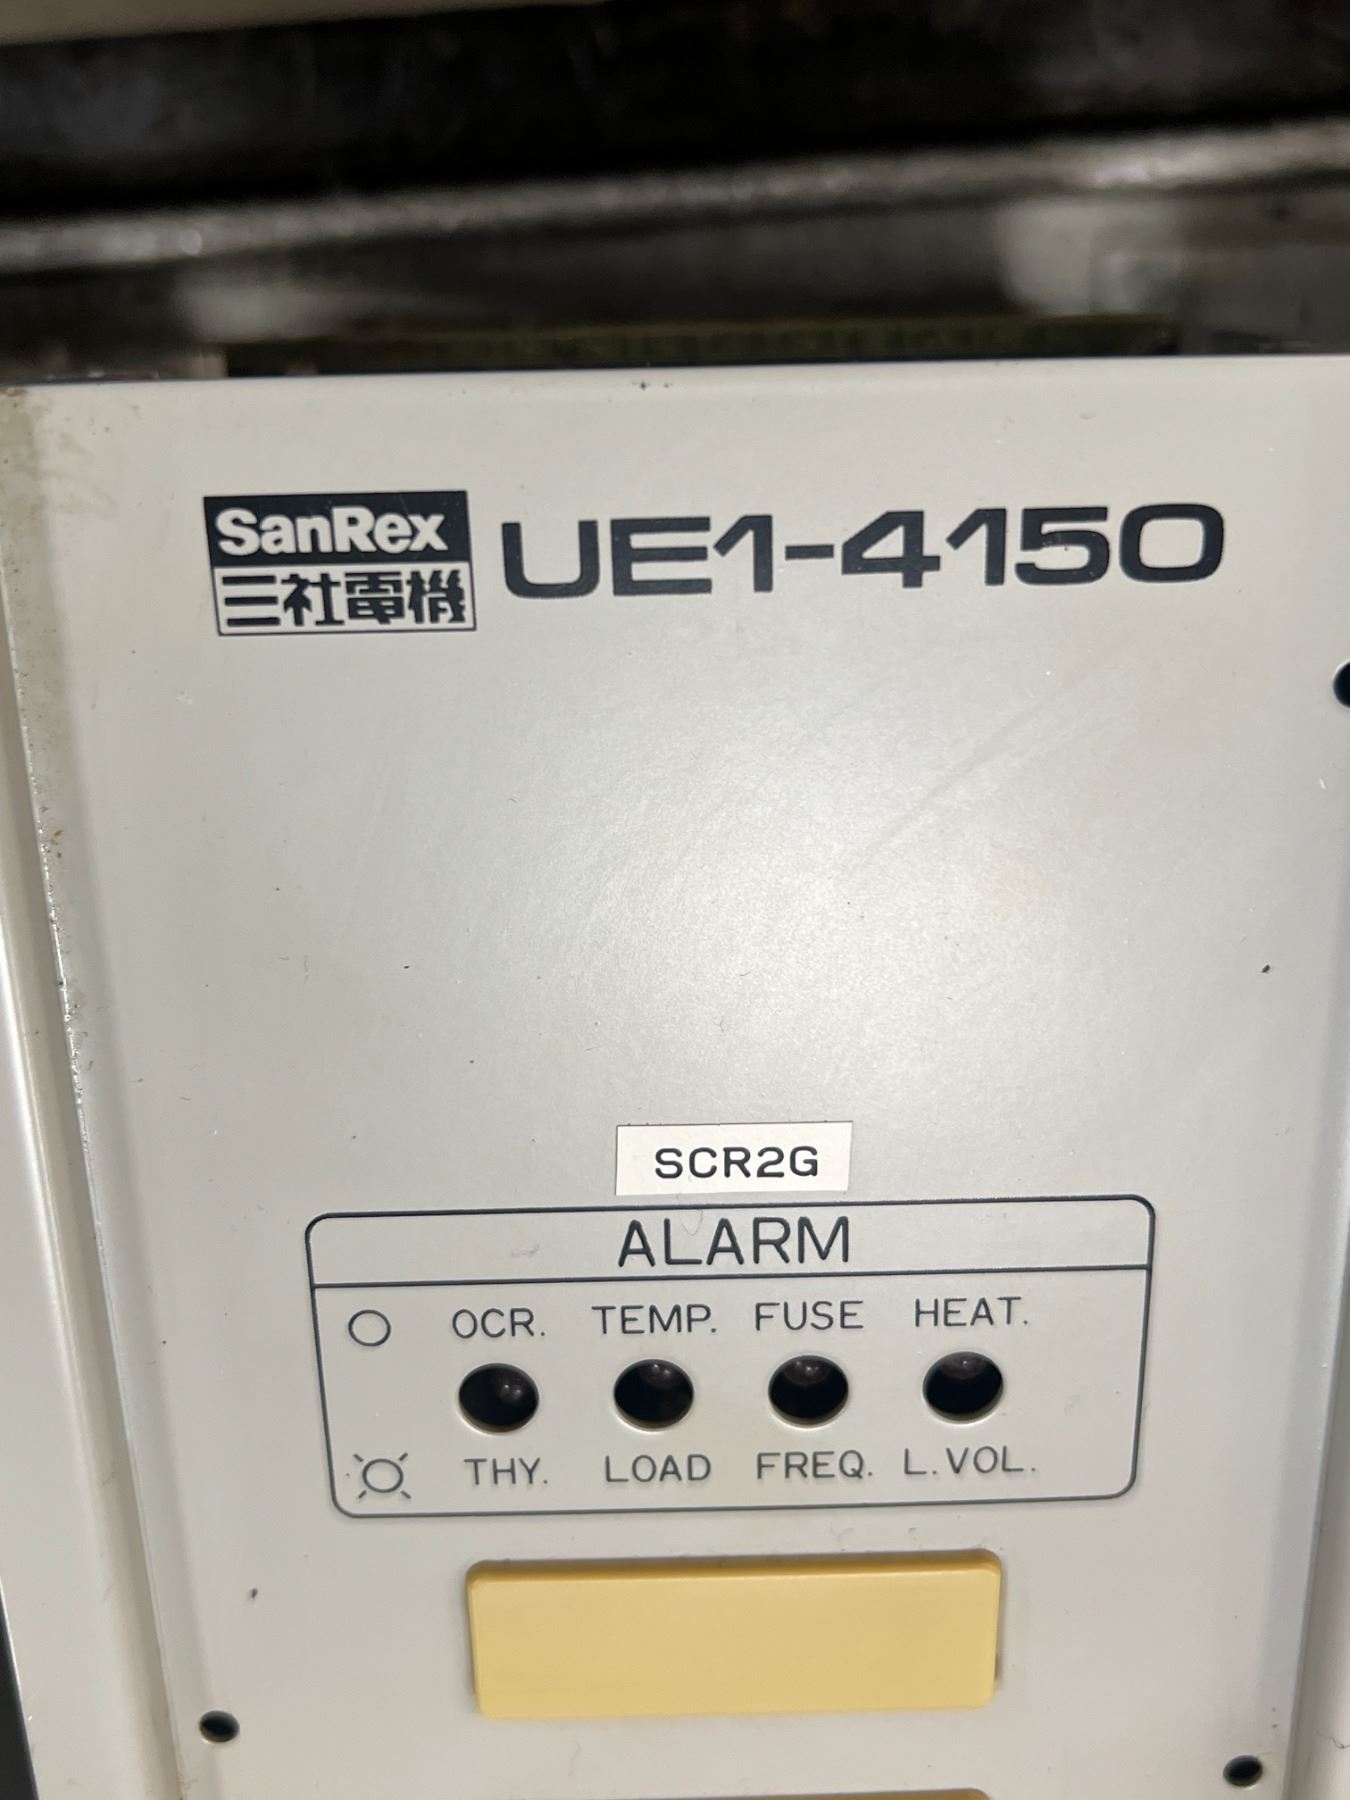 SanRex
三社電機
UE1-4150
SCR2G
ALARM
OCR. TEMP. FUSE HEAT.
THY. LOAD FREQ. L.VOL.